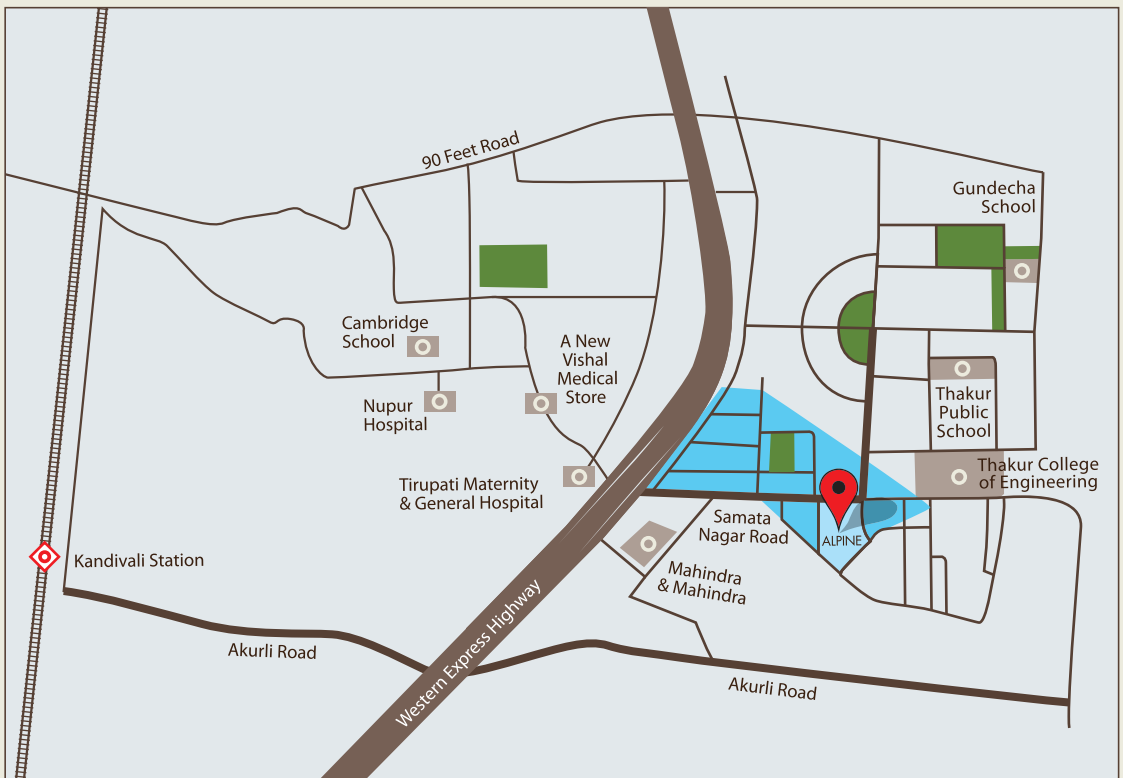 90 Feet Road
Gundecha
School
Cambridge
School
A New
Vishal
Medical
Store
Nupur
Hospital
Thakur
Public
School
Thakur College
of Engineering
Tirupati Maternity
& General Hospital
Samata
Nagar Road
ALPINE
Kandivali Station
Mahindra
& Mahindra
Western Express Highway
Akurli Road
Akurli Road